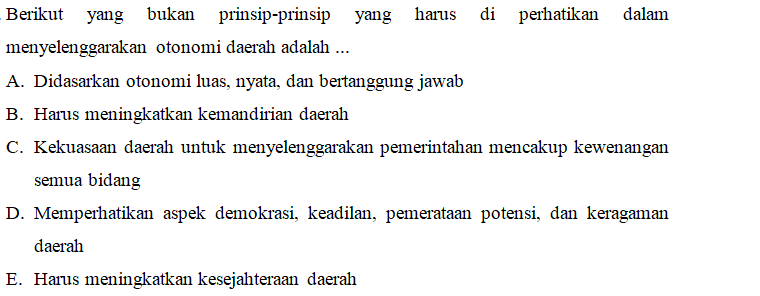 Berikut yang bukan prinsip-prinsip yang harus di perhatikan dalam
menyelenggarakan otonomi daerah adalah ...
A. Didasarkan otonomi luas, nyata, dan bertanggung jawab
B. Harus meningkatkan kemandirian daerah
C. Kekuasaan daerah untuk menyelenggarakan pemerintahan mencakup kewenangan
semua bidang
D. Memperhatikan aspek demokrasi, keadilan, pemerataan potensi, dan keragaman
daerah
E. Harus meningkatkan kesejahteraan daerah